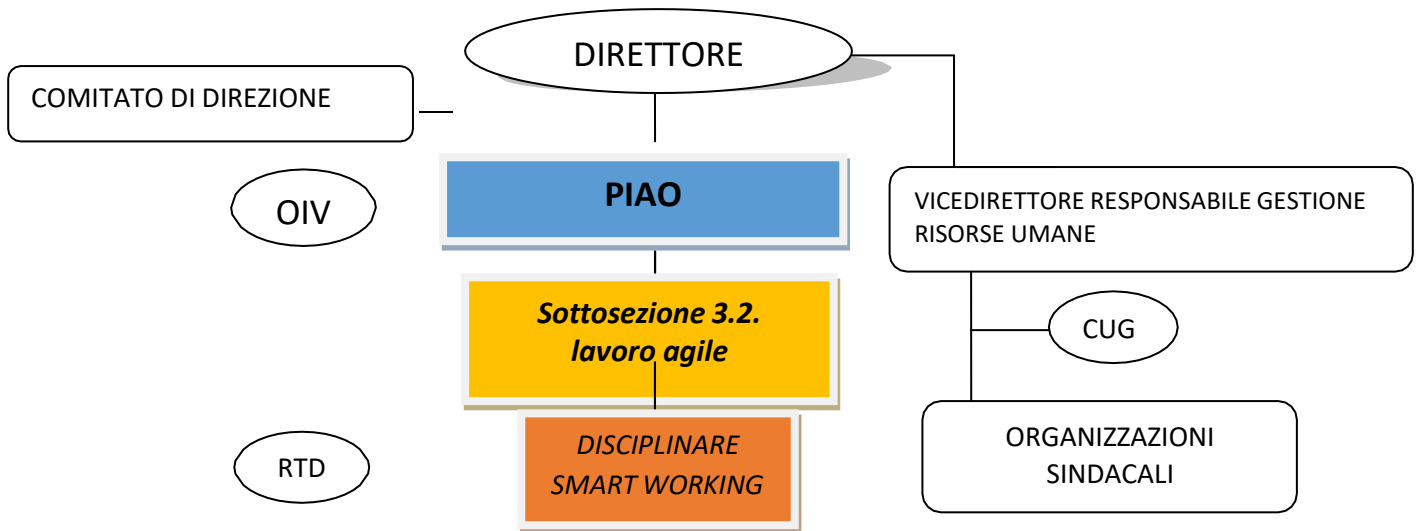 DIRETTORE
COMITATO DI DIREZIONE
PIAO
OIV
VICEDIRETTORE RESPONSABILE GESTIONE
RISORSE UMANE
Sottosezione 3.2.
lavoro agile
CUG
DISCIPLINARE
SMART WORKING
RTD
ORGANIZZAZIONI
SINDACALI